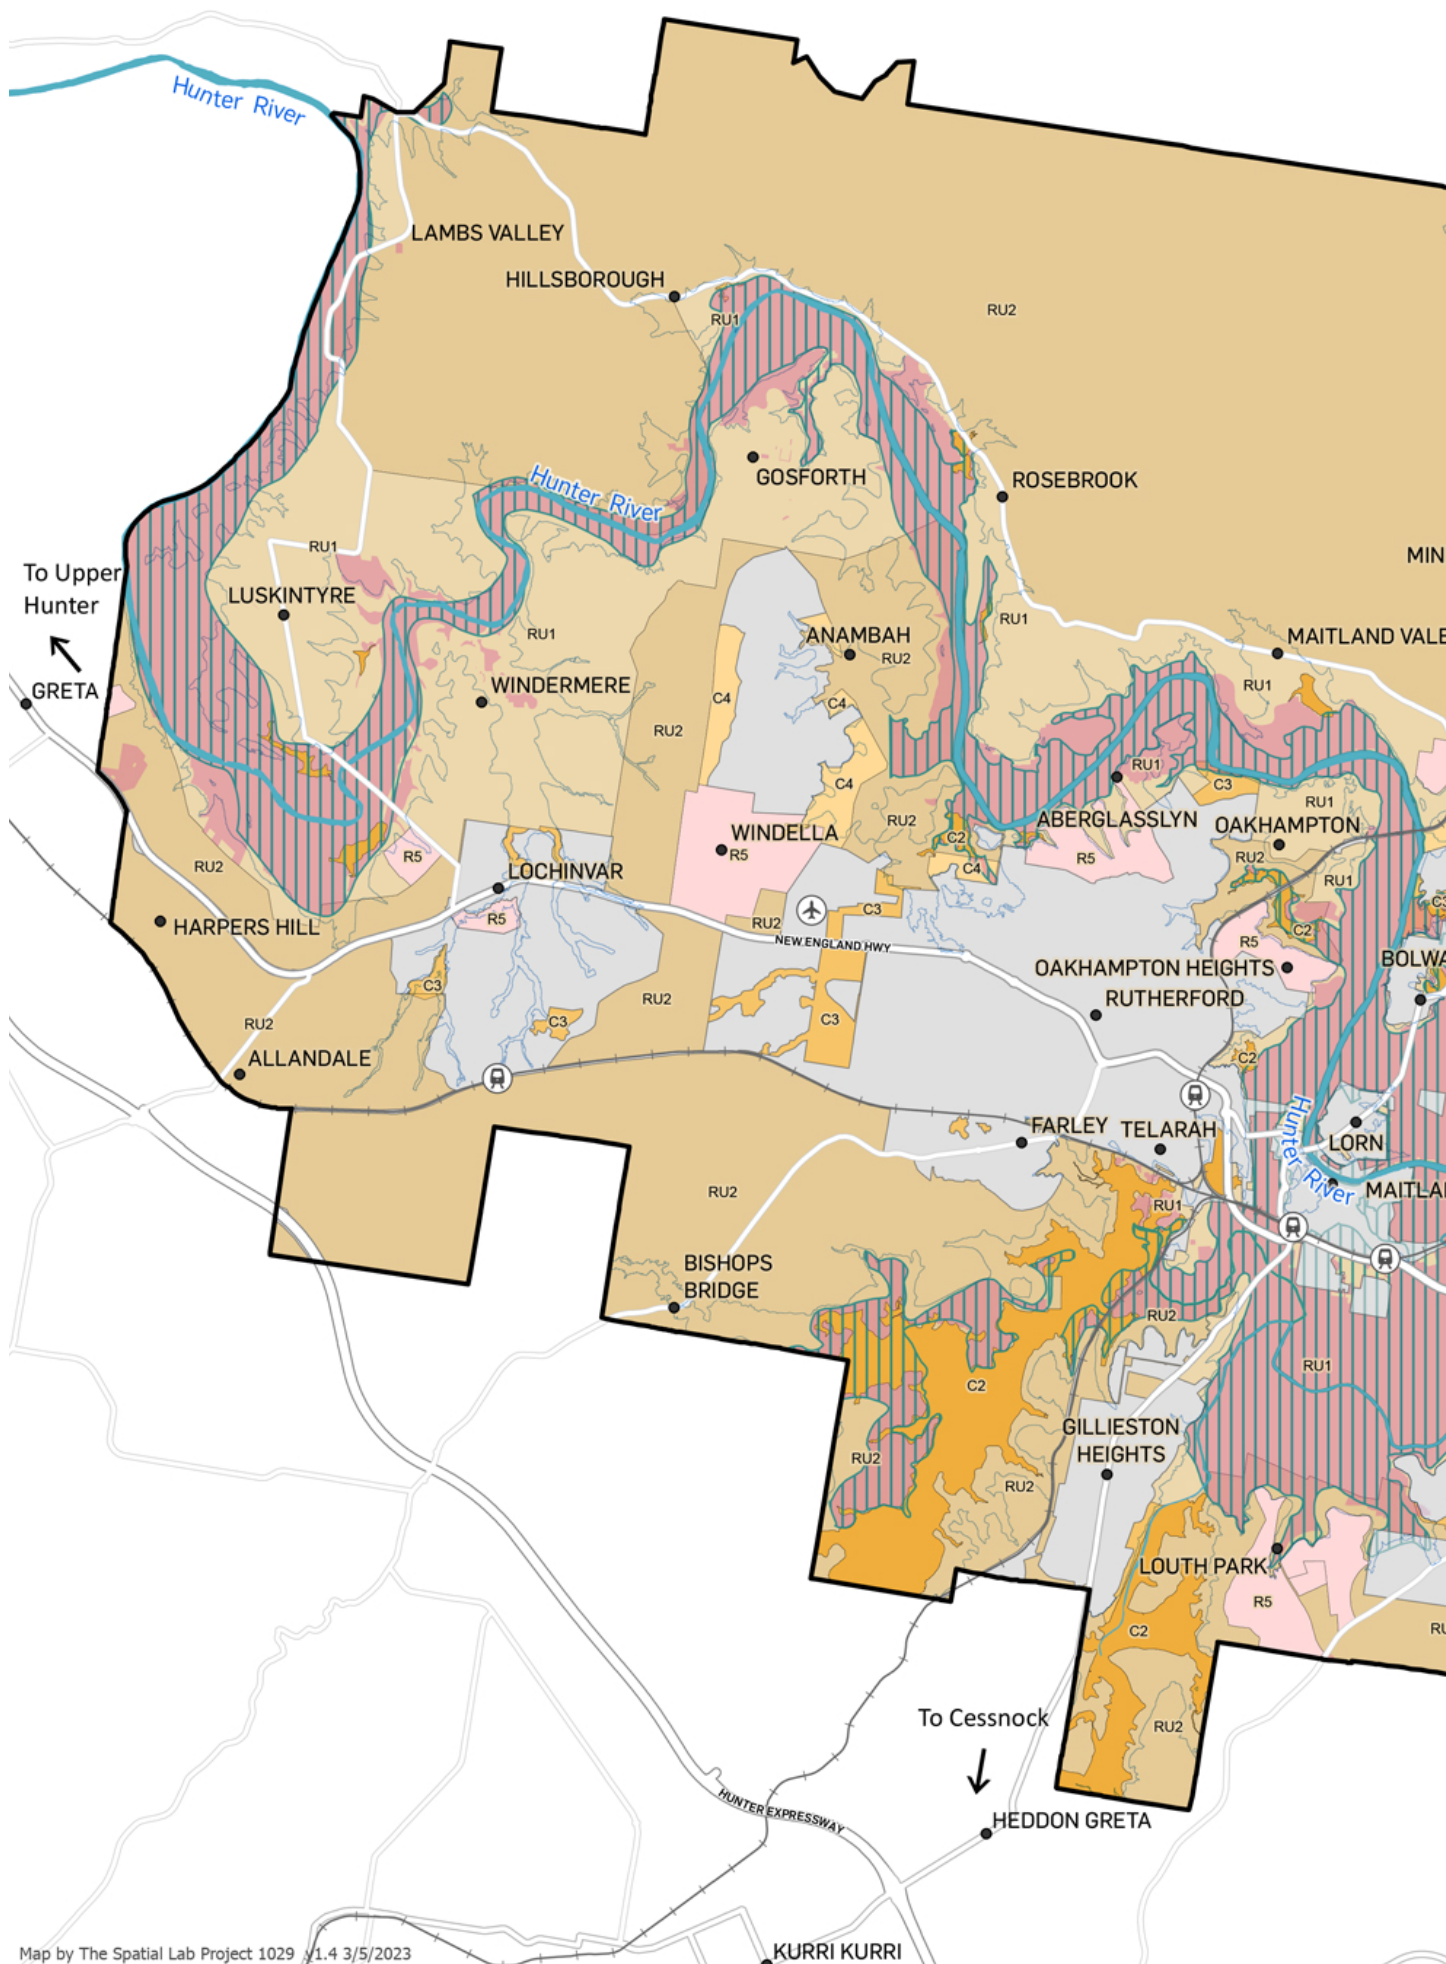 Hunter River
LAMBS VALLEY
HILLSBOROUGH
RU2
RU1
GOSFORTH
Hunter River
ROSEBROOK
RU1
MIN
To Upper
Hunter
LUSKINTYRE
RU1
RU1
ANAMBAH
RU2
MAITLAND VALE
GRETA
WINDERMERE
C4
C4
RU1
RU2
RU1
C4
C3
RU1
WINDELLA
R5
RU2
C2
ABERGLASSLYN
OAKHAMPTON
R5
RU2
LOCHINVAR
C4
R5
RU2
RU1
R5
RU2
C3
C3
HARPERS HILL
NEW ENGLAND HWY
R5
C2
BOLWA
OAKHAMPTON HEIGHTS
C3
RU2
RUTHERFORD
RU2
C3
C3
ALLANDALE
C2
FARLEY
TELARAH
Hunter River
LORN
RU2
RU1
MAITLA
BISHOPS
BRIDGE
RU2
RU1
C2
GILLIESTON
HEIGHTS
RU2
RU2
LOUTH PARK
R5
C2
RU
To Cessnock
RU2
HUNTER EXPRESSWAY
HEDDON GRETA
KURRI KURRI
Map by The Spatial Lab Project 1029 v1.4 3/5/2023